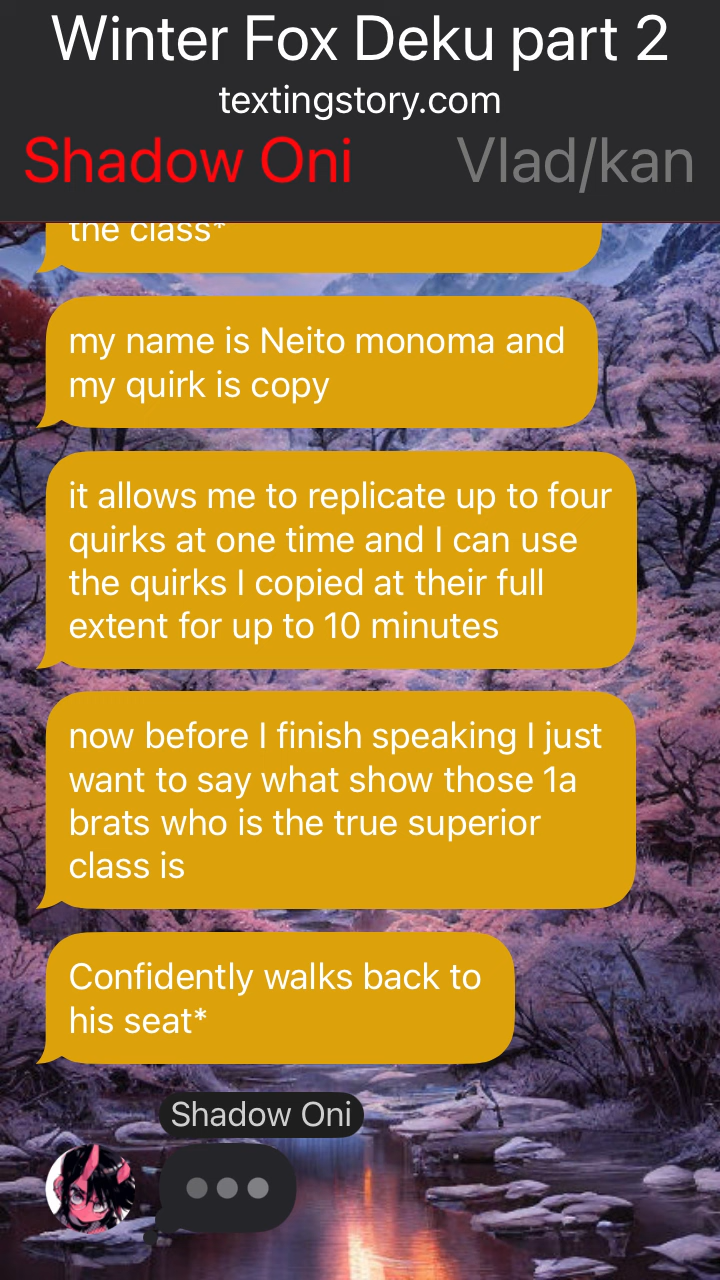 Winter Fox Deku part 2
textingstory.com
Shadow Oni
Vlad/kan
the class*
my name is Neito monoma and
my quirk is copy
it allows me to replicate up to four
quirks at one time and I can use
the quirks I copied at their full
extent for up to 10 minutes
now before I finish speaking I just
want to say what show those 1a
brats who is the true superior
class is
Confidently walks back to
his seat*
Shadow Oni